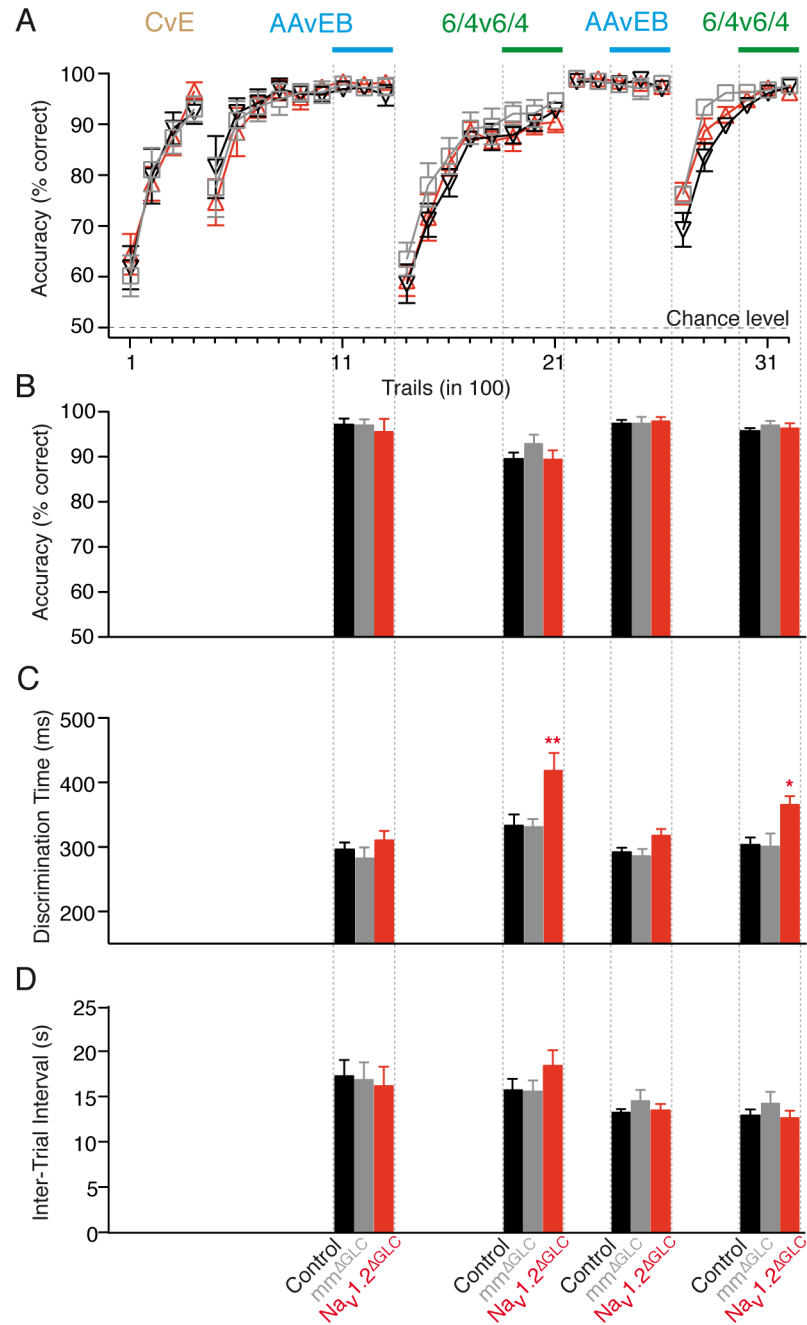 A
CvE AAvEB 6/4v6/4 AAvEB 6/4v6/4
Accuracy (% correct)
100
90
80
70
60
50
Chance level
1 11 21 31
Trails (in 100)
B
Accuracy (% correct)
100
90
80
70
60
50
C
Discrimination Time (ms)
500
400
300
200
** *
D
Inter-Trial Interval (s)
25
20
15
10
5
0
Control mmΔGLC Nav1.2ΔGLC Control mmΔGLC Nav1.2ΔGLC Control mmΔGLC Nav1.2ΔGLC Control mmΔGLC Nav1.2ΔGLC